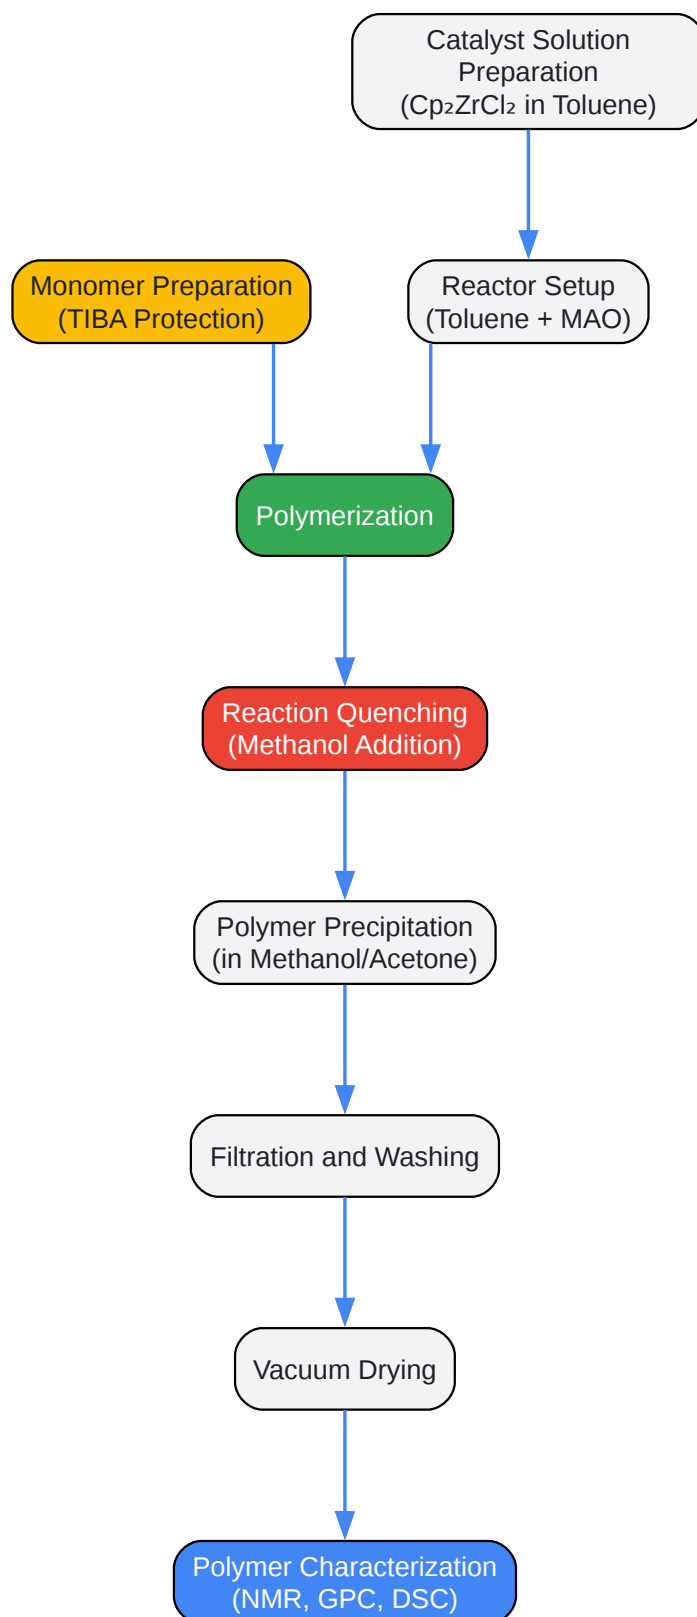 Catalyst Solution
Preparation
(Cp₂ZrCl₂ in Toluene)
Monomer Preparation
(TIBA Protection)
Reactor Setup
(Toluene + MAO)
Polymerization
Reaction Quenching
(Methanol Addition)
Polymer Precipitation
(in Methanol/Acetone)
Filtration and Washing
Vacuum Drying
Polymer Characterization
(NMR, GPC, DSC)